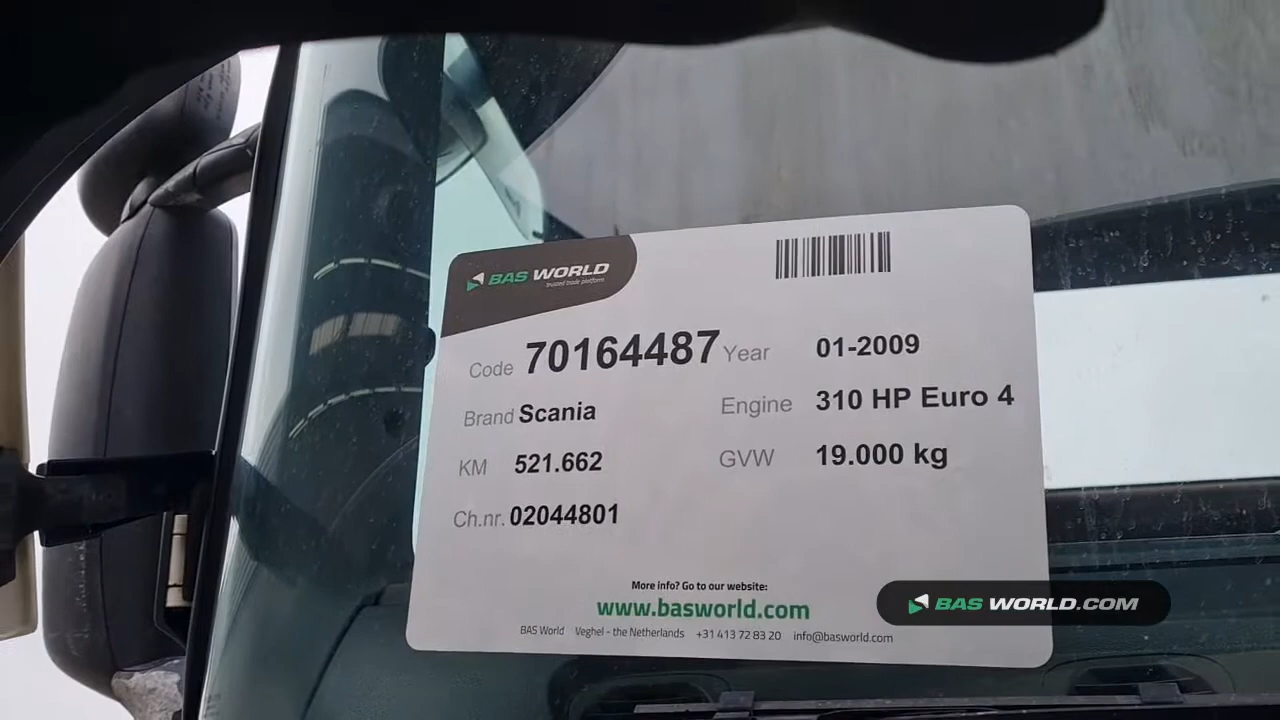 BAS WORLD
trusted trade platform
Code 70164487 Year 01-2009
Brand Scania Engine 310 HP Euro 4
KM 521.662 GVW 19.000 kg
Ch.nr. 02044801
More info? Go to our website:
www.basworld.com
BAS World Veghel - the Netherlands +31 413 72 83 20 info@basworld.com
BAS WORLD.COM